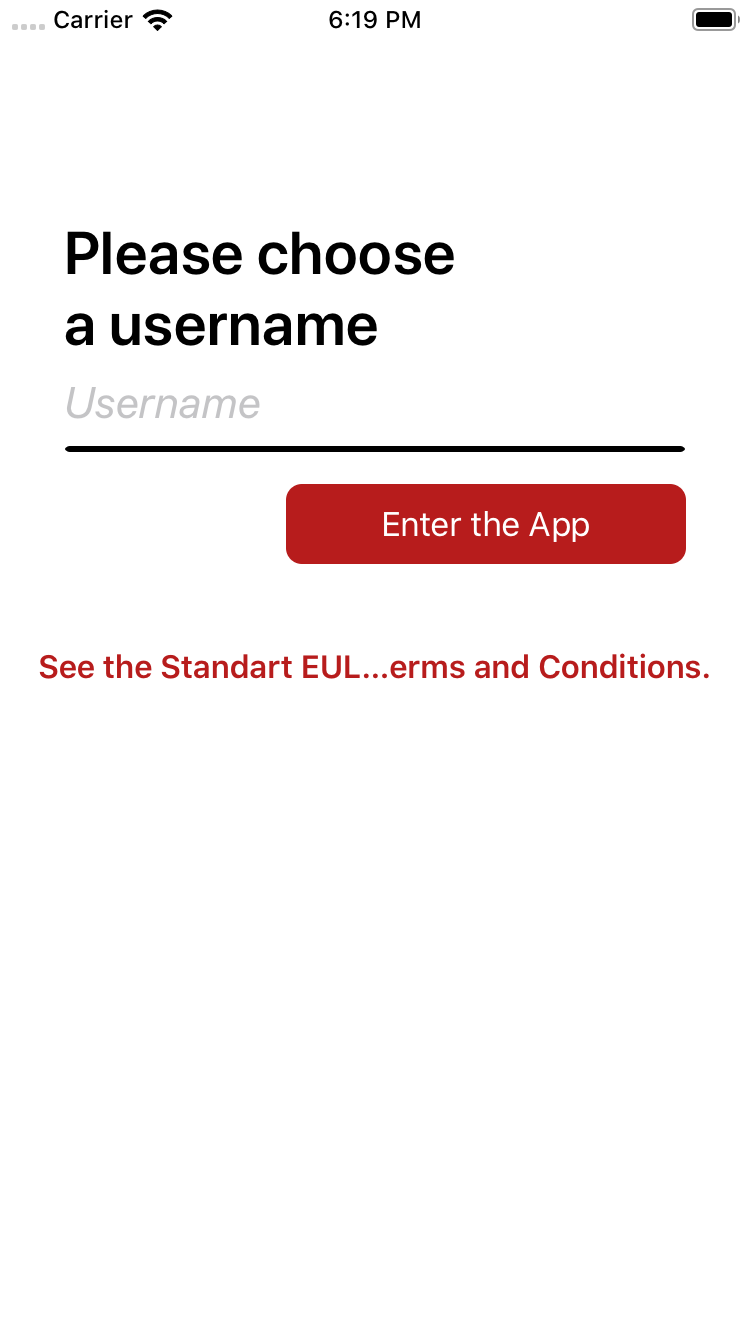 Carrier 6:19 PM
Please choose
a username
Username
Enter the App
See the Standart EUL...erms and Conditions.